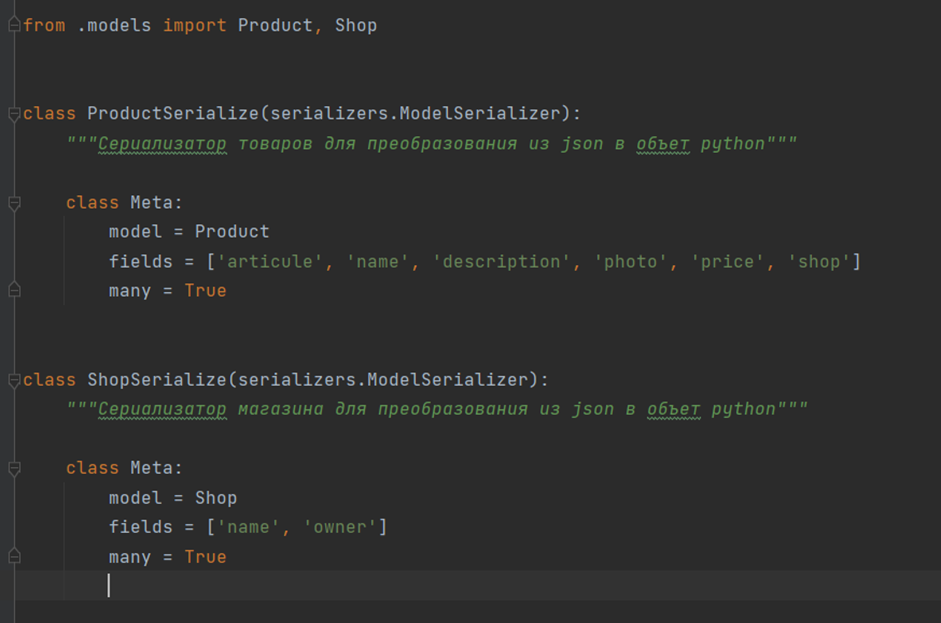 from .models import Product, Shop
class ProductSerialize(serializers.ModelSerializer):
"""Сериализатор товаров для преобразования из json в объет python"""
class Meta:
model = Product
fields = ['articule', 'name', 'description', 'photo', 'price', 'shop']
many = True
class ShopSerialize(serializers.ModelSerializer):
"""Сериализатор магазина для преобразования из json в объет python"""
class Meta:
model = Shop
fields = ['name', 'owner']
many = True